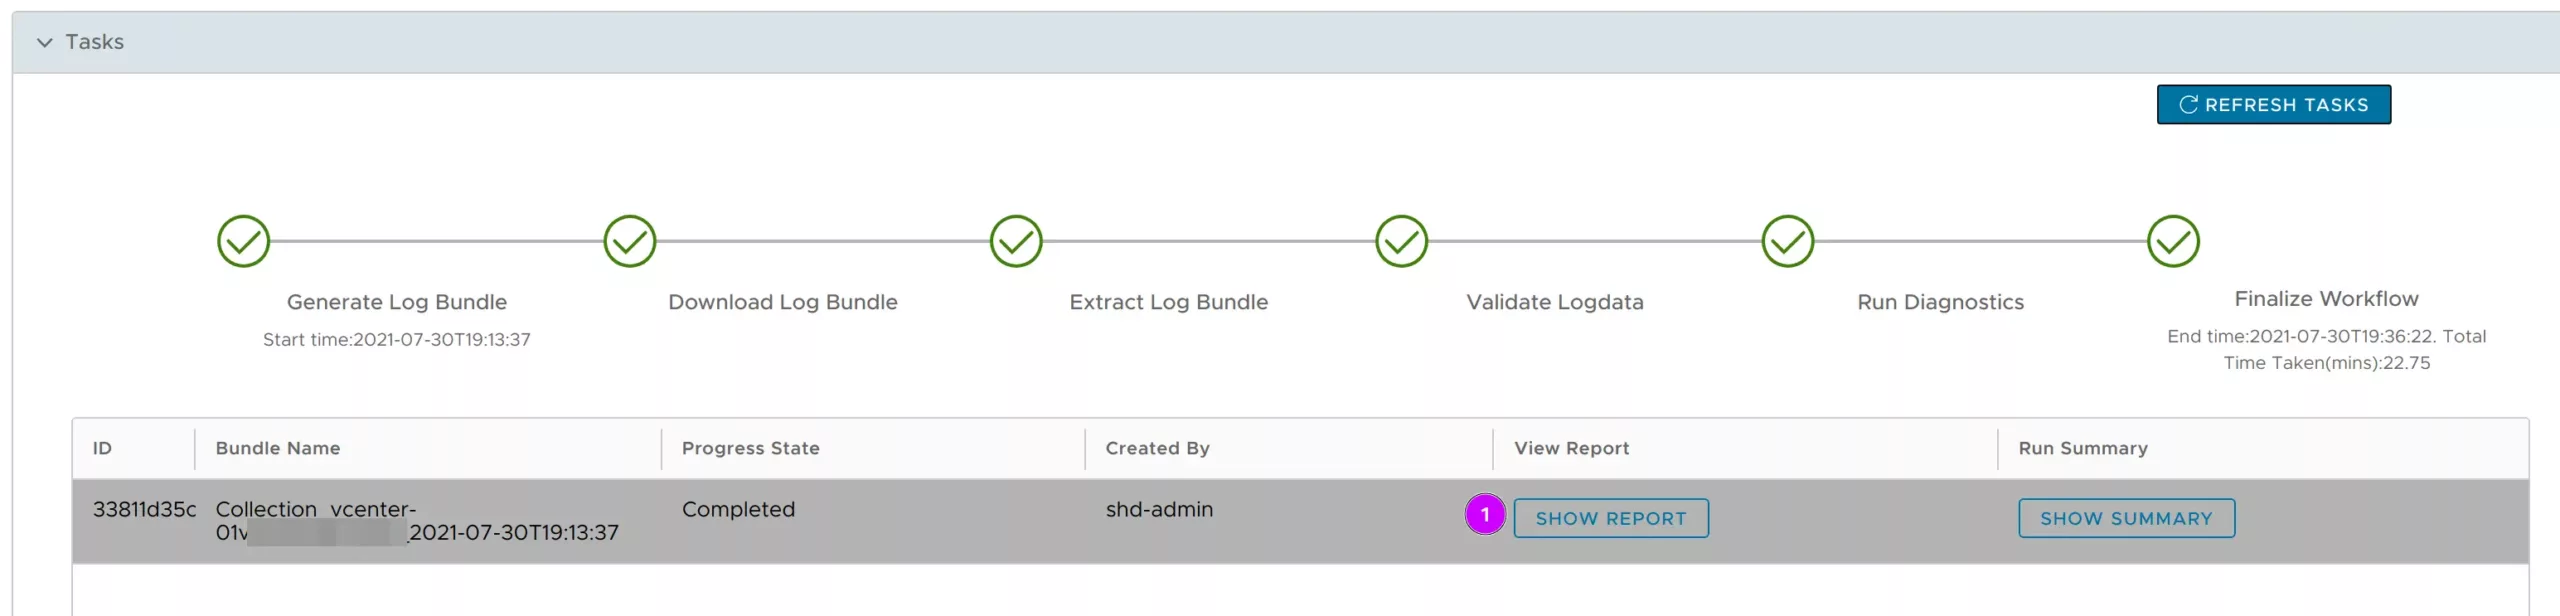 Tasks
REFRESH TASKS
Generate Log Bundle
Start time:2021-07-30T19:13:37
Download Log Bundle
Extract Log Bundle
Validate Logdata
Run Diagnostics
Finalize Workflow
End time:2021-07-30T19:36:22. Total
Time Taken(mins):22.75
ID Bundle Name Progress State Created By View Report Run Summary
33811d35c Collection_vcenter- Completed shd-admin 1 SHOW REPORT SHOW SUMMARY
01v _2021-07-30T19:13:37